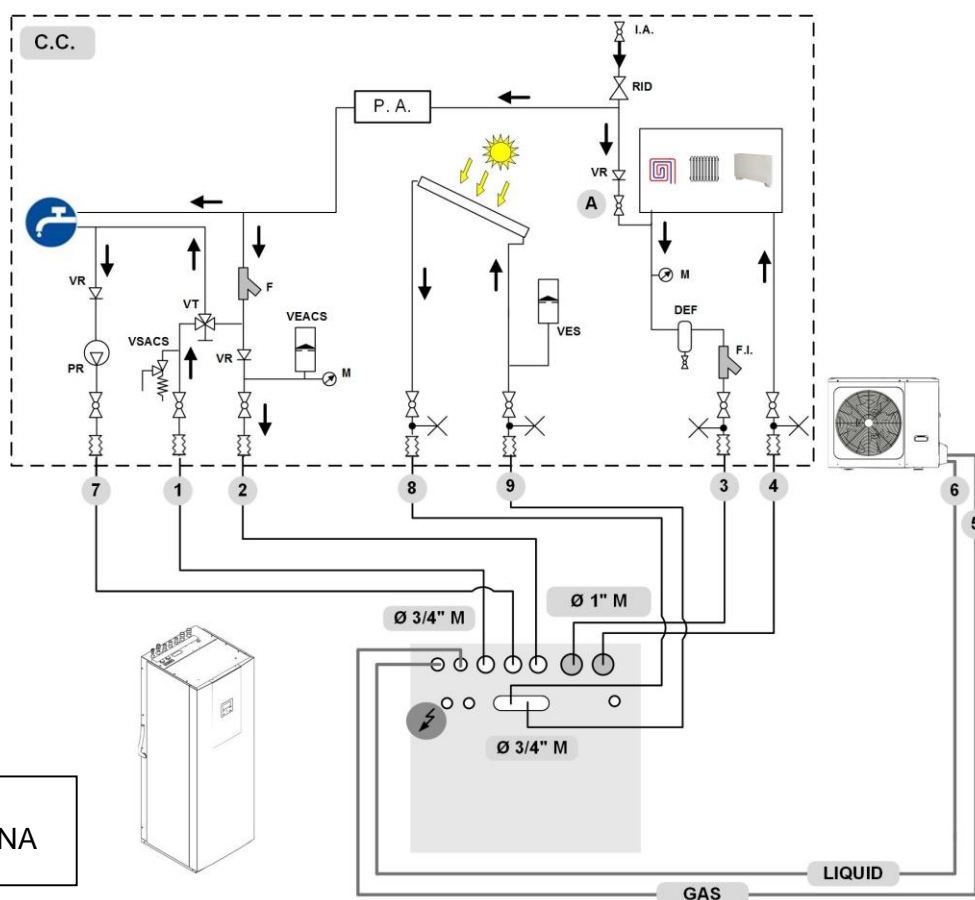 C.C.
I.A.
RID
P. A.
VR
A
M
DEF
F.I.
VR
PR
VT
VSACS
F
VR
VEACS
M
VES
7
1
2
8
9
3
4
6
5
Ø 3/4" M
Ø 1" M
Ø 3/4" M
NA
LIQUID
GAS